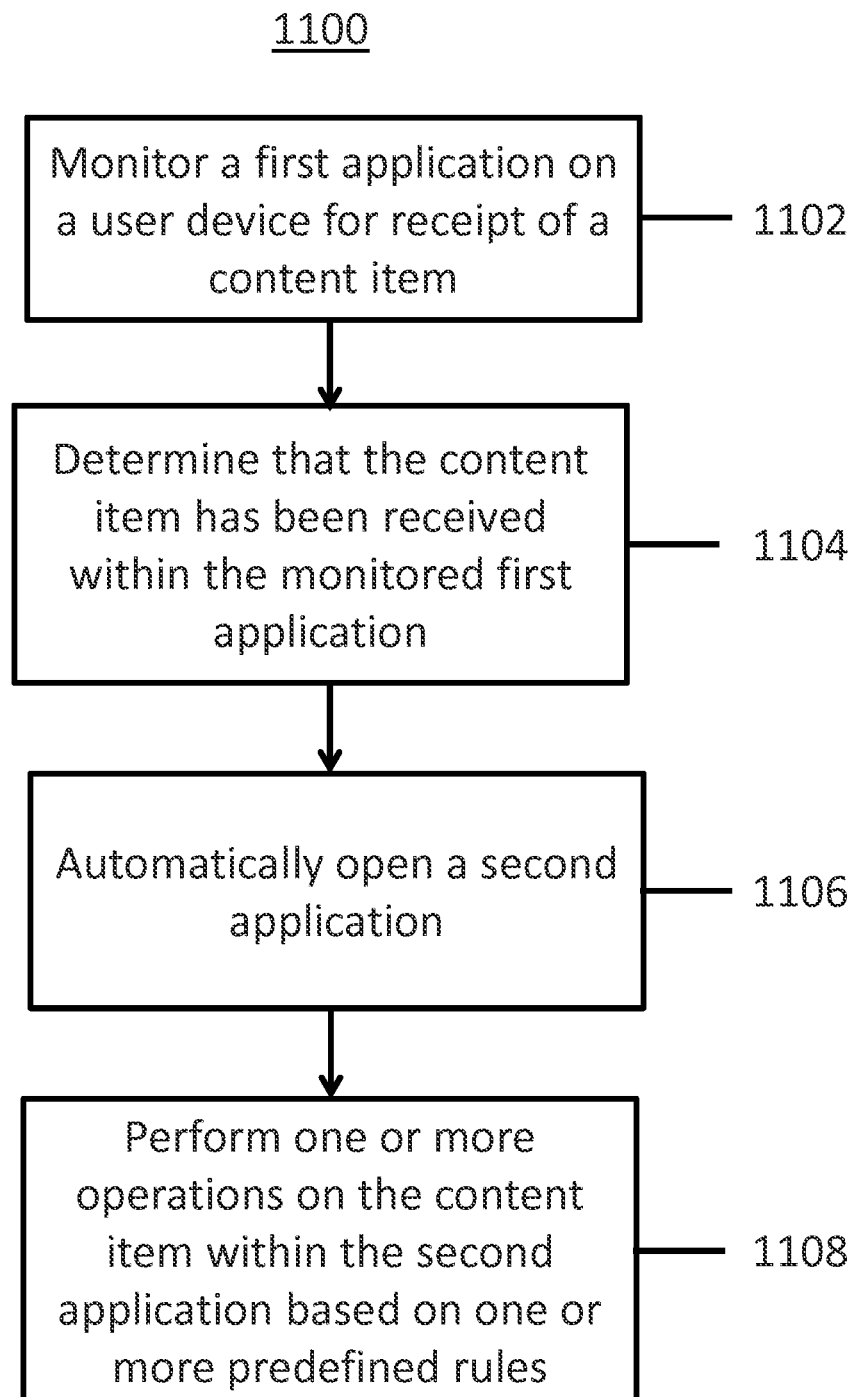 1100
Monitor a first application on
a user device for receipt of a
content item
1102
Determine that the content
item has been received
within the monitored first
application
1104
Automatically open a second
application
1106
Perform one or more
operations on the content
item within the second
application based on one or
more predefined rules
1108